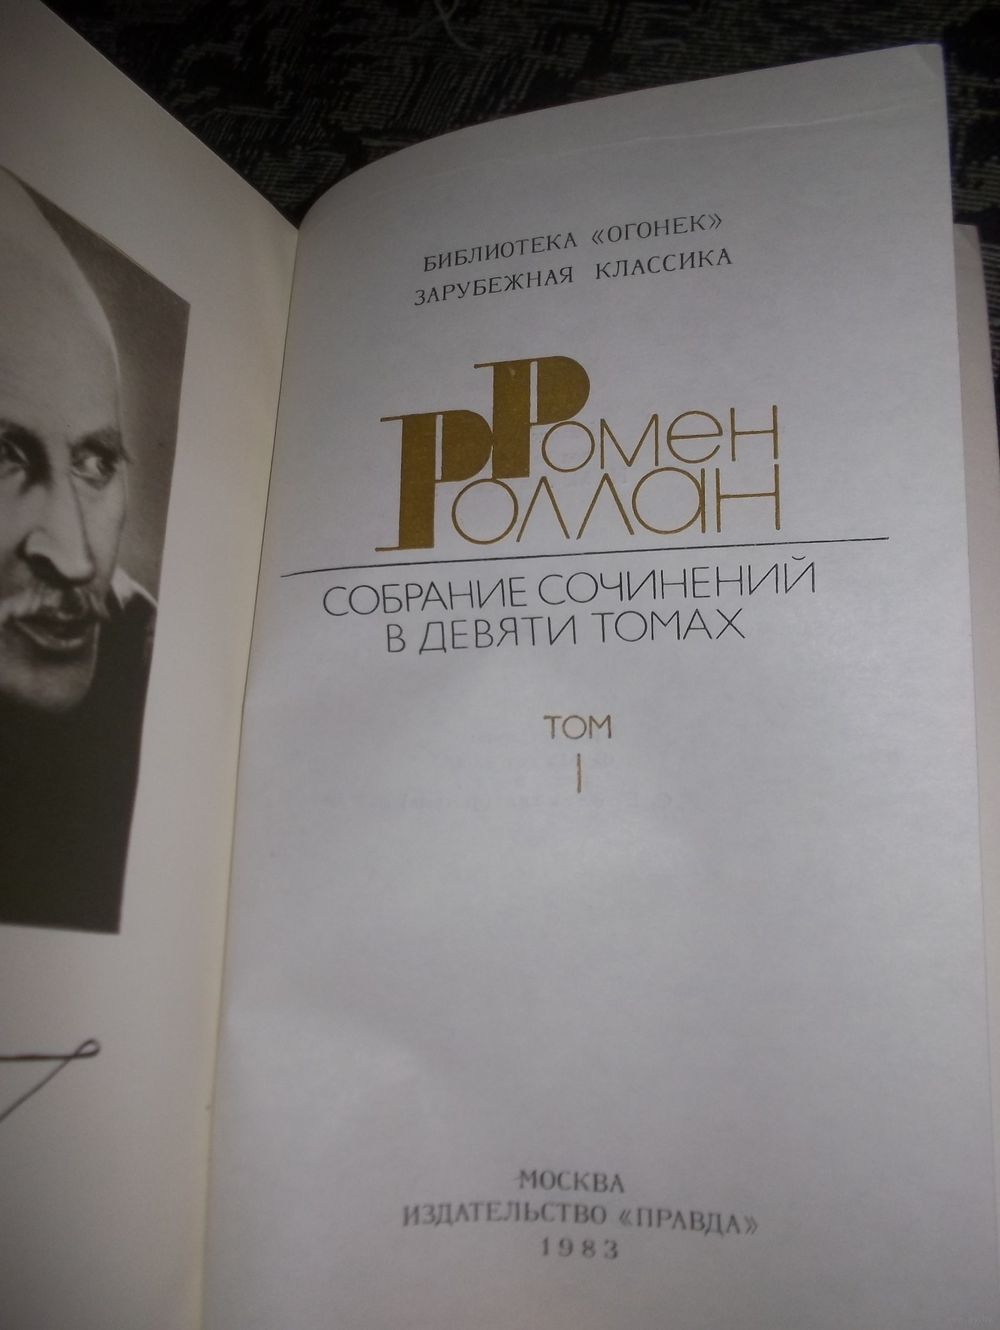 БИБЛИОТЕКА «ОГОНЕК»
ЗАРУБЕЖНАЯ КЛАССИКА
Ромен
Роллан
СОБРАНИЕ СОЧИНЕНИЙ
В ДЕВЯТИ ТОМАХ
ТОМ
I
МОСКВА
ИЗДАТЕЛЬСТВО «ПРАВДА»
1983